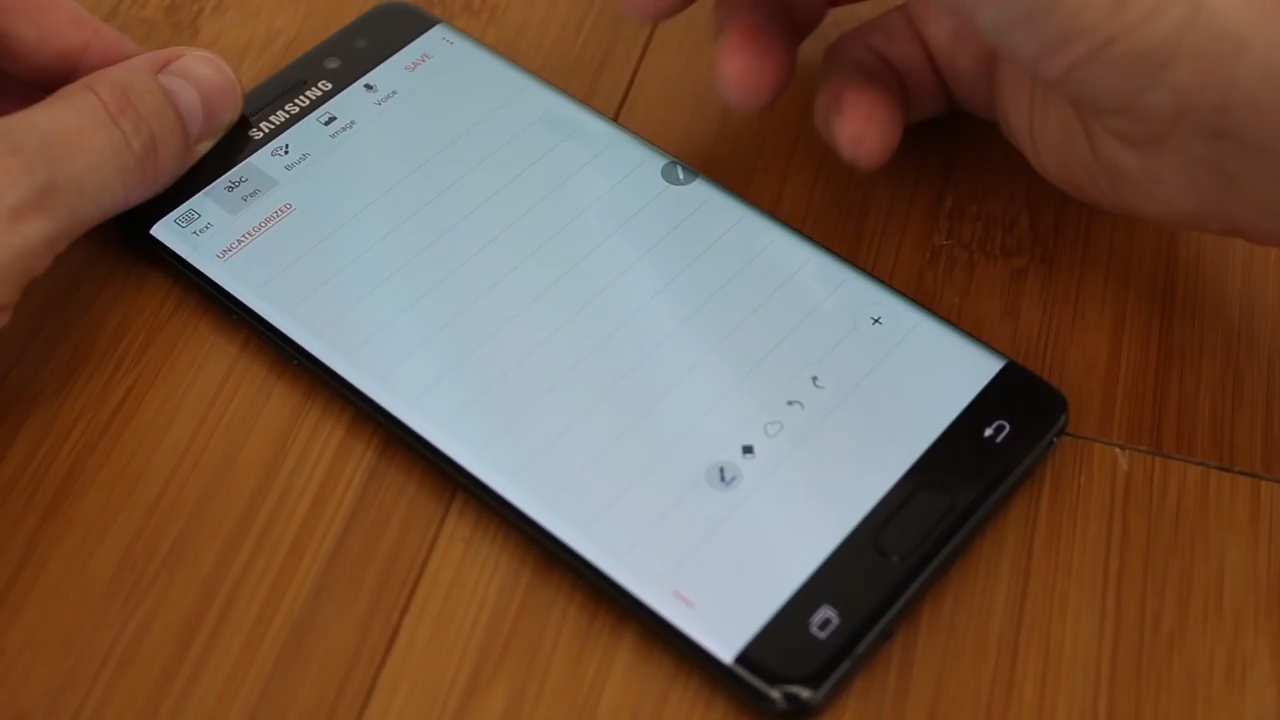 SAMSUNG
SAVE
Text
abc
Pen
Brush
Image
Voice
UNCATEGORIZED